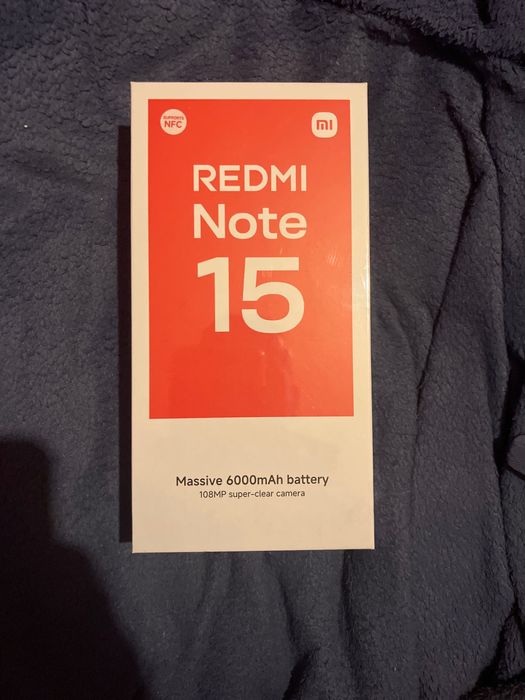 SUPPORTS
NFC
mi
REDMI
Note
15
Massive 6000mAh battery
108MP super-clear camera